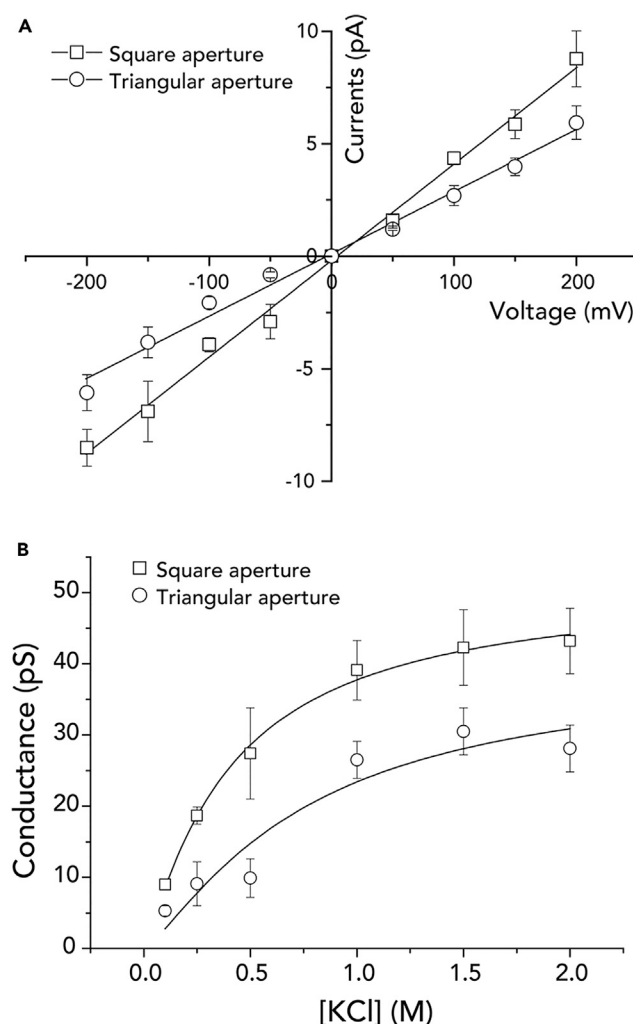 A
Square aperture
Triangular aperture
Currents (pA)
10
5
0
-5
-10
-200
-100
0
100
200
Voltage (mV)
B
Square aperture
Triangular aperture
Conductance (pS)
50
40
30
20
10
0
0.0
0.5
1.0
1.5
2.0
[KCl] (M)